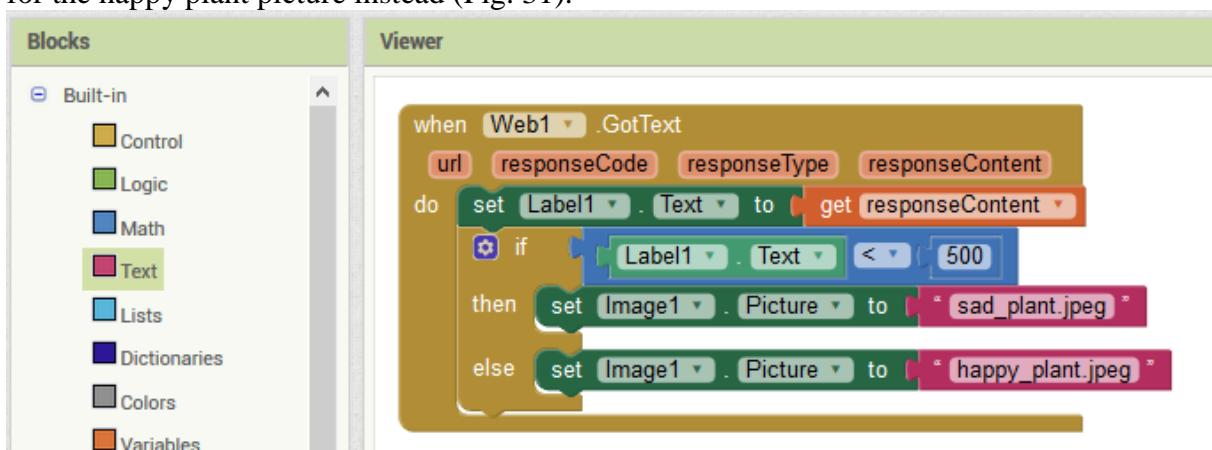 for the happy plant picture instead (Fig. 31).
Blocks
Viewer
Built-in
Control
Logic
Math
Text
Lists
Dictionaries
Colors
Variables
when Web1 .GotText
url responseCode responseType responseContent
do set Label1 . Text to get responseContent
if Label1 . Text < 500
then set Image1 . Picture to “ sad_plant.jpeg ”
else set Image1 . Picture to “ happy_plant.jpeg ”